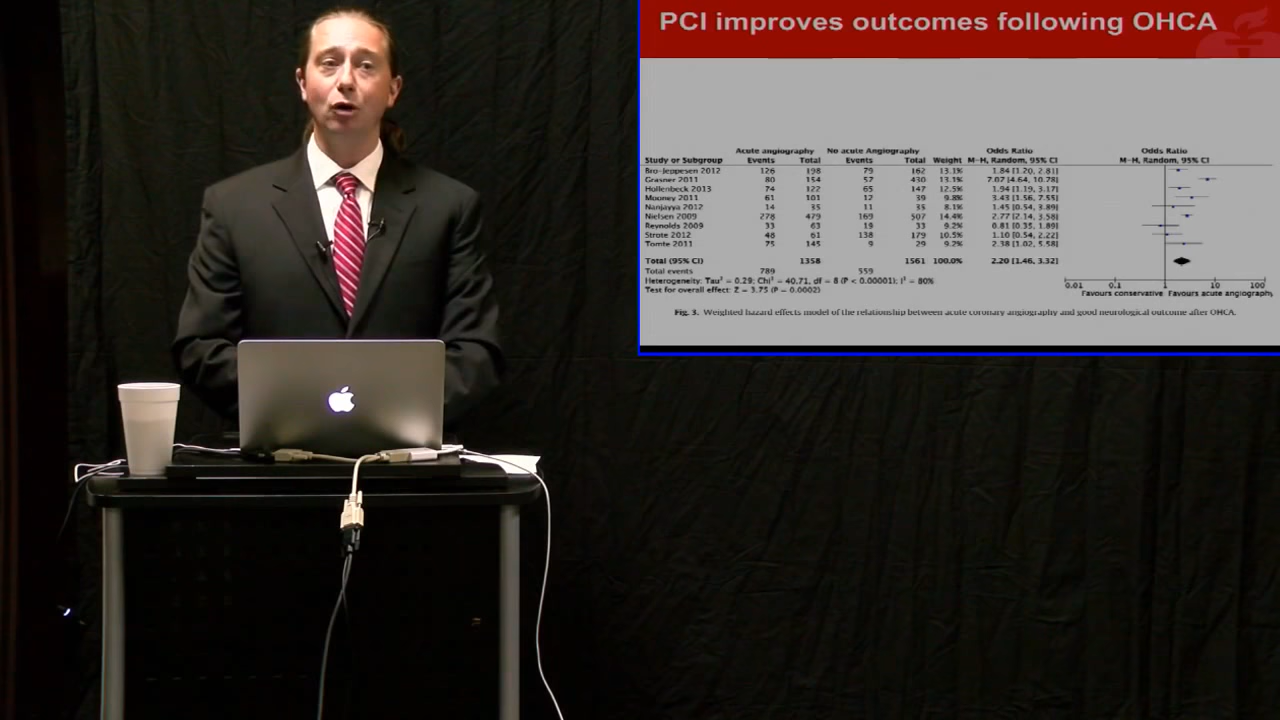 PCI improves outcomes following OHCA
Acute angiography No acute Angiography Odds Ratio Odds Ratio
Study or Subgroup Events Total Events Total Weight M-H, Random, 95% CI M-H, Random, 95% CI
Bro-Jeppesen 2012 126 198 79 162 13.1% 1.84 [1.20, 2.81]
Grasner 2011 80 154 57 430 13.1% 7.07 [4.64, 10.78]
Hollenbeck 2013 74 122 65 147 12.5% 1.94 [1.19, 3.17]
Mooney 2011 61 101 12 39 9.8% 3.43 [1.56, 7.55]
Nanjayya 2012 14 35 11 35 8.1% 1.45 [0.54, 3.89]
Nielsen 2009 278 479 169 507 14.4% 2.77 [2.14, 3.58]
Reynolds 2009 33 63 19 33 9.2% 0.81 [0.35, 1.89]
Strote 2012 48 61 138 179 10.5% 1.10 [0.54, 2.22]
Tomte 2011 75 145 9 29 9.2% 2.38 [1.02, 5.58]
Total (95% CI) 1358 1561 100.0% 2.20 [1.46, 3.32]
Total events 789 559
Heterogeneity: Tau² = 0.29; Chi² = 40.71, df = 8 (P < 0.00001); I² = 80%
Test for overall effect: Z = 3.75 (P = 0.0002)
0.01 0.1 1 10 100
Favours conservative Favours acute angiography
Fig. 3. Weighted hazard effects model of the relationship between acute coronary angiography and good neurological outcome after OHCA.